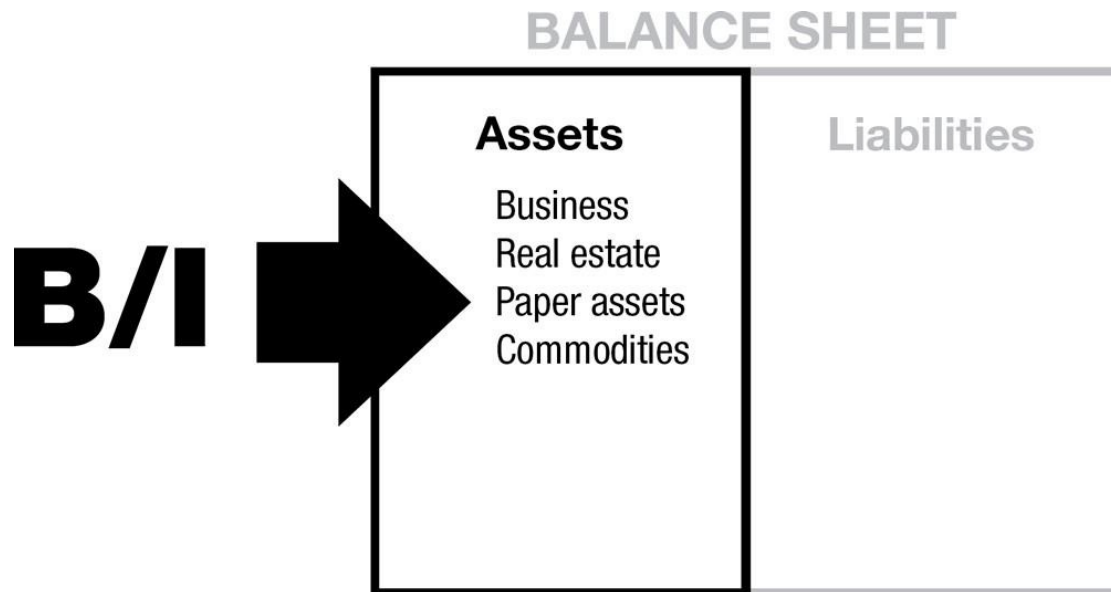 BALANCE SHEET
Assets
Liabilities
Business
Real estate
Paper assets
Commodities
B/I